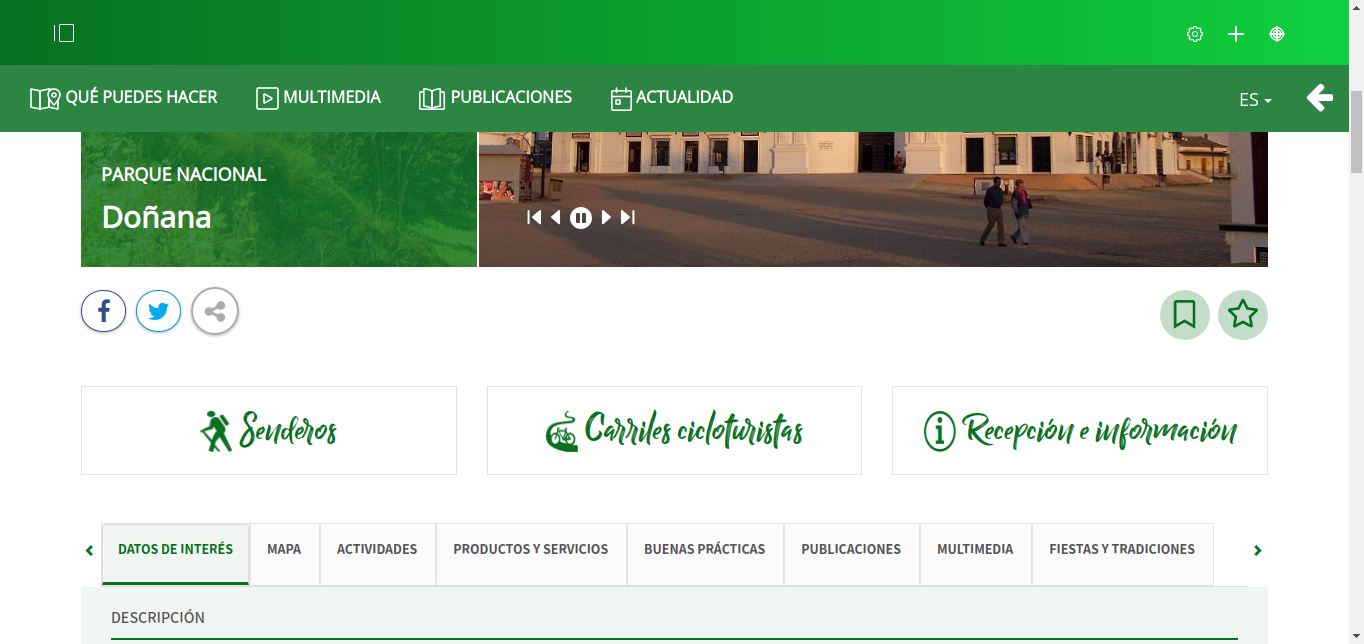 QUÉ PUEDES HACER
MULTIMEDIA
PUBLICACIONES
ACTUALIDAD
ES
PARQUE NACIONAL
Doñana
Senderos
Carriles cicloturistas
Recepción e información
DATOS DE INTERÉS
MAPA
ACTIVIDADES
PRODUCTOS Y SERVICIOS
BUENAS PRÁCTICAS
PUBLICACIONES
MULTIMEDIA
FIESTAS Y TRADICIONES
DESCRIPCIÓN